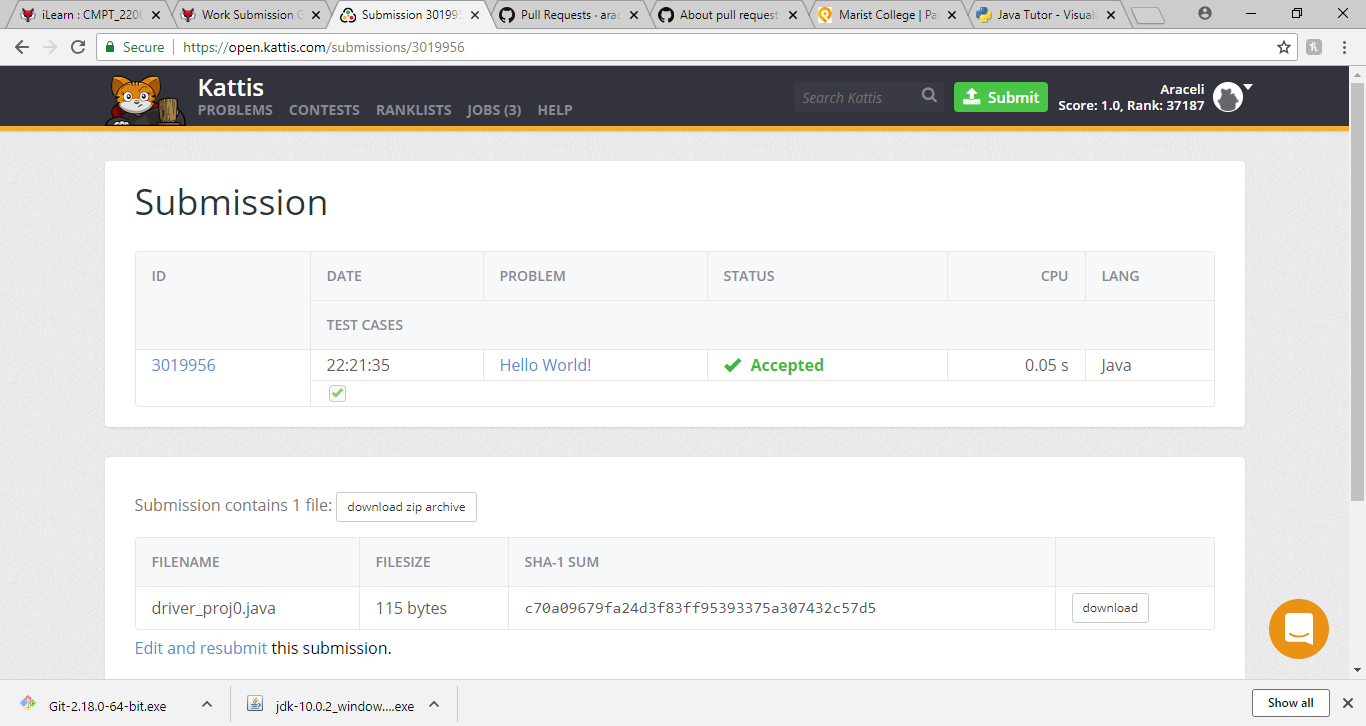 iLearn : CMPT_220L
Work Submission G
Submission 301995
Pull Requests · arac
About pull request
Marist College | Pa
Java Tutor - Visuali
Secure https://open.kattis.com/submissions/3019956
Kattis
PROBLEMS CONTESTS RANKLISTS JOBS (3) HELP
Search Kattis
Submit
Araceli
Score: 1.0, Rank: 37187
Submission
ID DATE PROBLEM STATUS CPU LANG
TEST CASES
3019956 22:21:35 Hello World! Accepted 0.05 s Java
Submission contains 1 file: download zip archive
FILENAME FILESIZE SHA-1 SUM
driver_proj0.java 115 bytes c70a09679fa24d3f83ff95393375a307432c57d5 download
Edit and resubmit this submission.
Git-2.18.0-64-bit.exe
jdk-10.0.2_window....exe
Show all